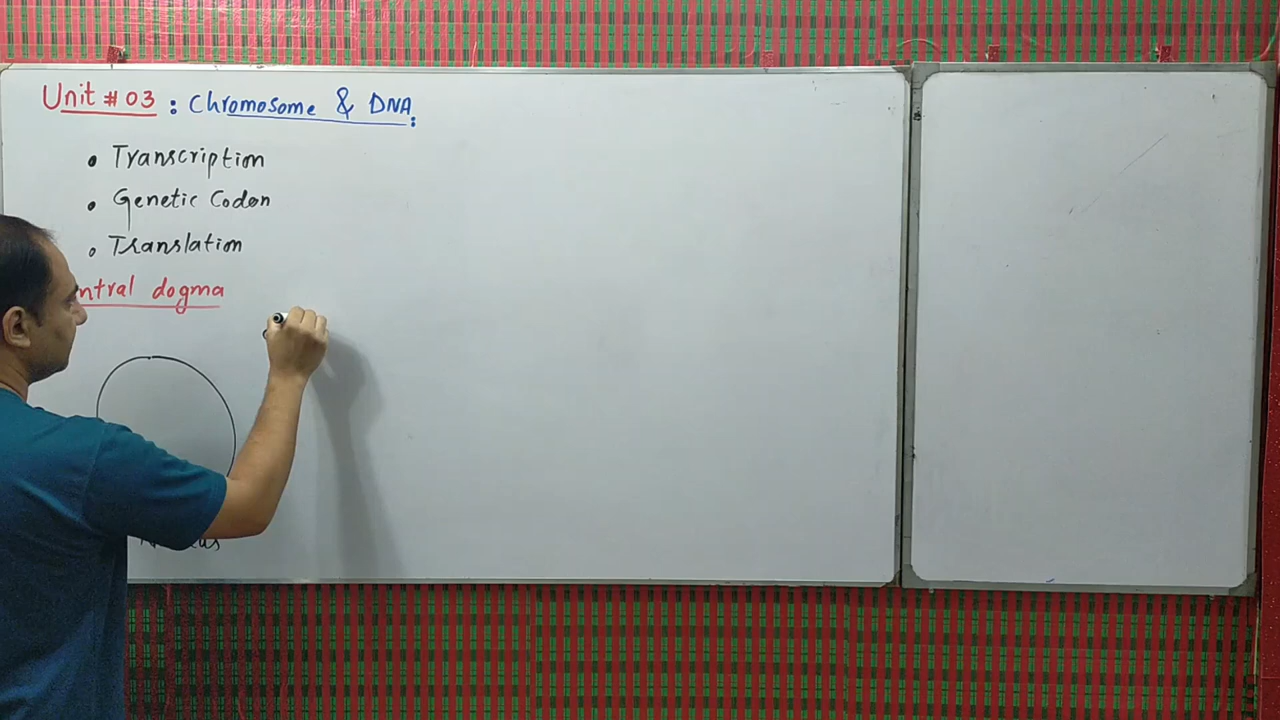 Unit # 03 : Chromosome & DNA :
• Transcription
• Genetic Codon
• Translation
ntral dogma